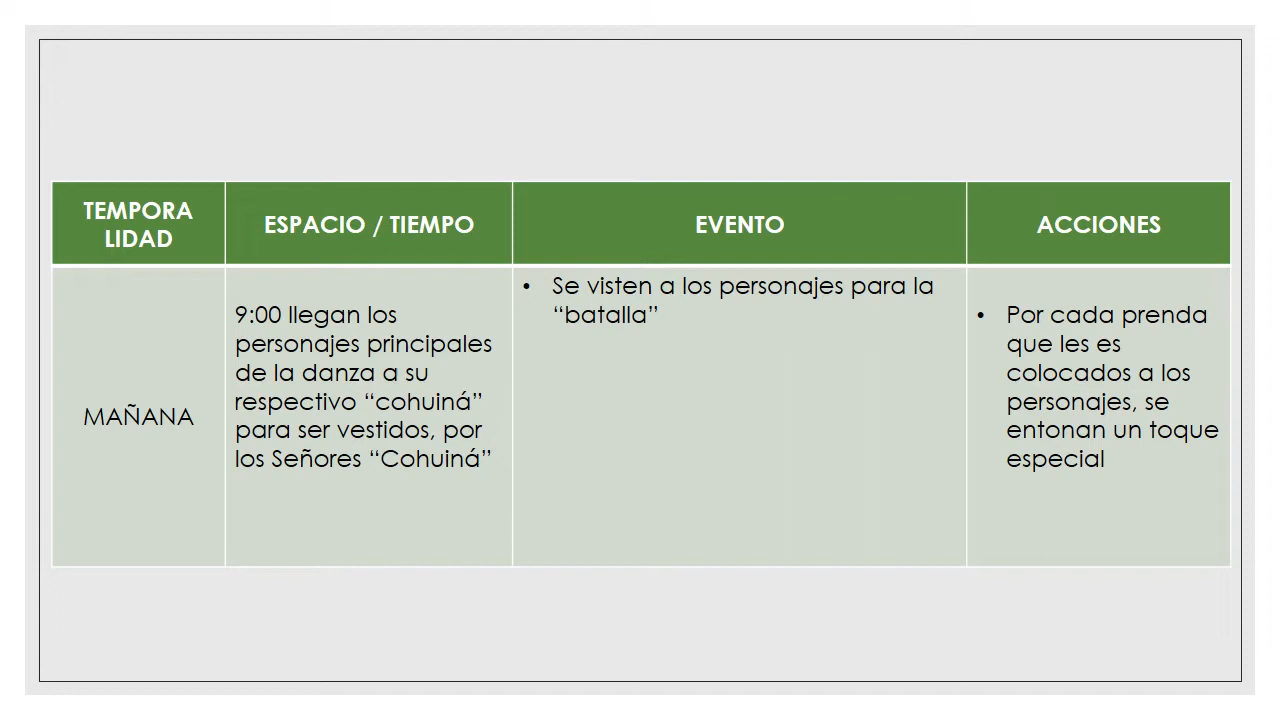 TEMPORA
LIDAD
ESPACIO / TIEMPO
EVENTO
ACCIONES
MAÑANA
9:00 llegan los
personajes principales
de la danza a su
respectivo “cohuiná”
para ser vestidos, por
los Señores “Cohuiná”
• Se visten a los personajes para la
“batalla”
• Por cada prenda
que les es
colocados a los
personajes, se
entonan un toque
especial